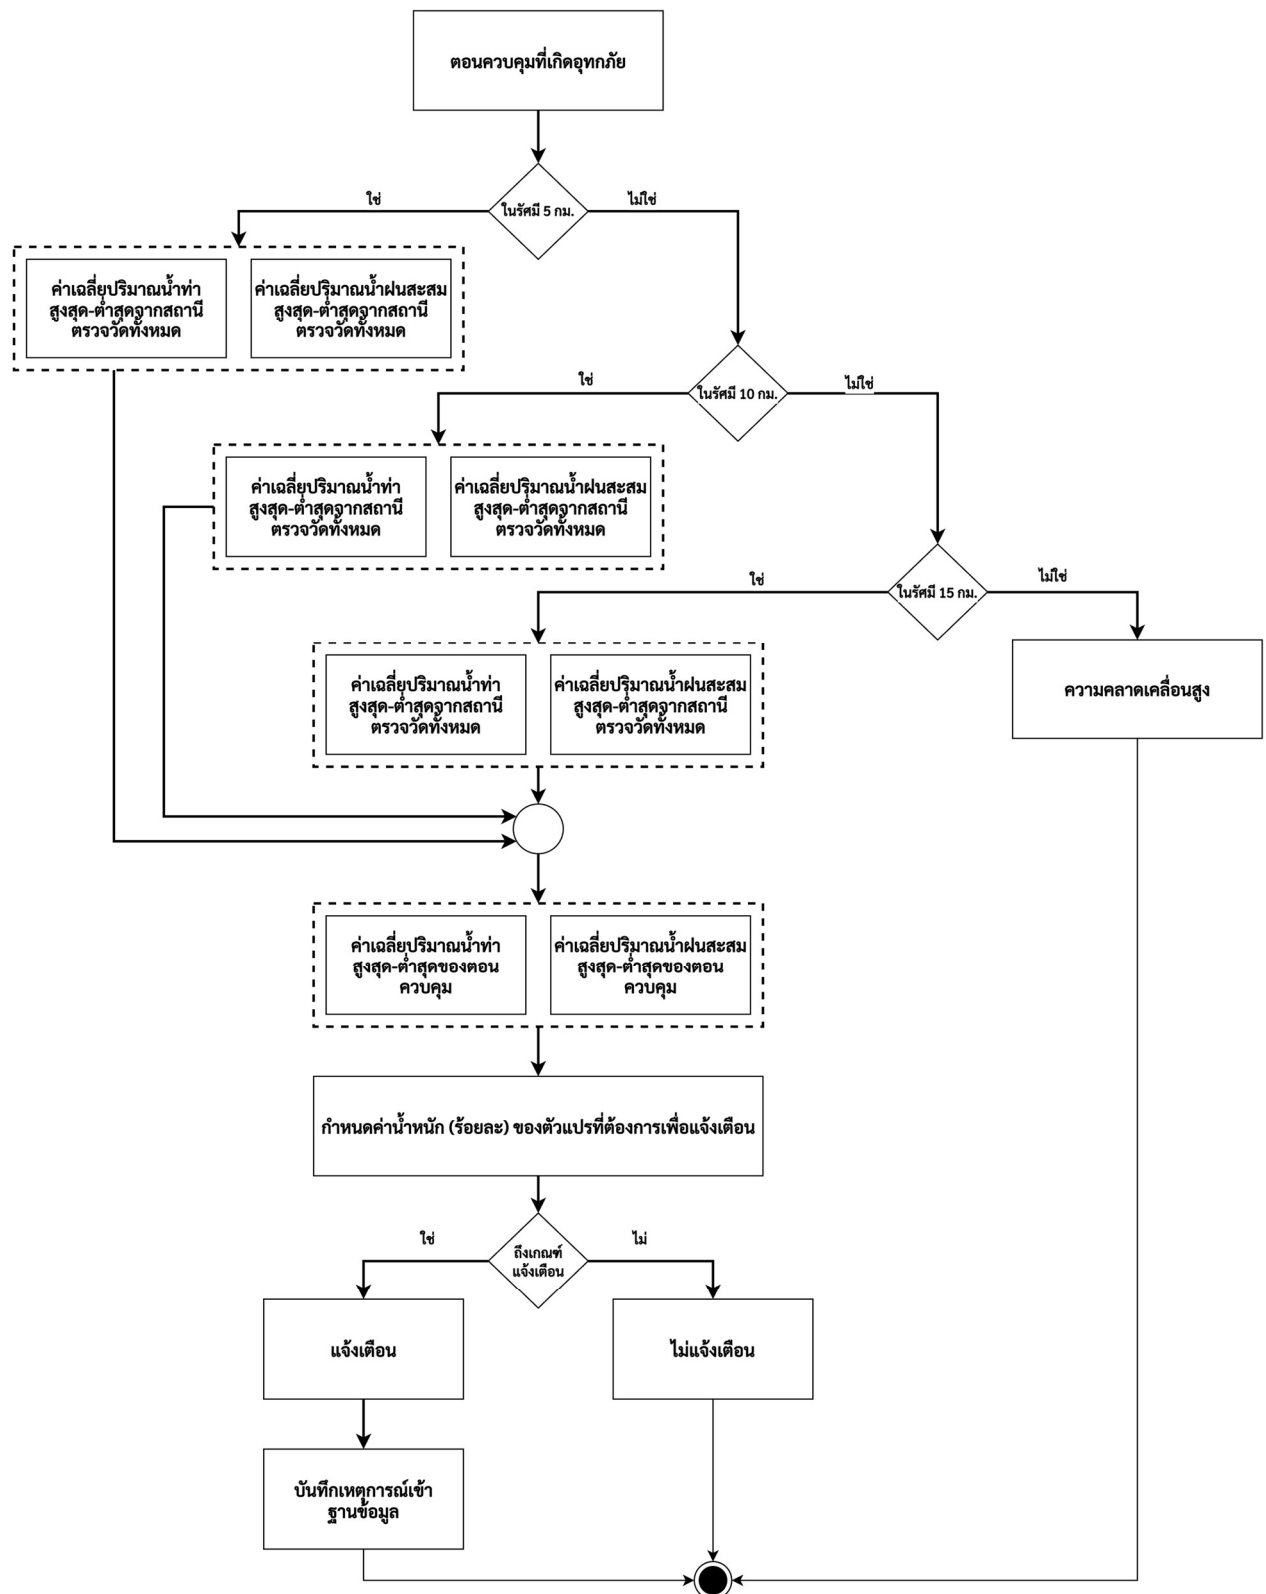 ตอนควบคุมที่เกิดอุทกภัย
ใช่
ในรัศมี 5 กม.
ไม่ใช่
ค่าเฉลี่ยปริมาณน้ำท่า
สูงสุด-ต่ำสุดจากสถานี
ตรวจวัดทั้งหมด
ค่าเฉลี่ยปริมาณน้ำฝนสะสม
สูงสุด-ต่ำสุดจากสถานี
ตรวจวัดทั้งหมด
ใช่
ในรัศมี 10 กม.
ไม่ใช่
ค่าเฉลี่ยปริมาณน้ำท่า
สูงสุด-ต่ำสุดจากสถานี
ตรวจวัดทั้งหมด
ค่าเฉลี่ยปริมาณน้ำฝนสะสม
สูงสุด-ต่ำสุดจากสถานี
ตรวจวัดทั้งหมด
ใช่
ในรัศมี 15 กม.
ไม่ใช่
ค่าเฉลี่ยปริมาณน้ำท่า
สูงสุด-ต่ำสุดจากสถานี
ตรวจวัดทั้งหมด
ค่าเฉลี่ยปริมาณน้ำฝนสะสม
สูงสุด-ต่ำสุดจากสถานี
ตรวจวัดทั้งหมด
ความคลาดเคลื่อนสูง
ค่าเฉลี่ยปริมาณน้ำท่า
สูงสุด-ต่ำสุดของตอน
ควบคุม
ค่าเฉลี่ยปริมาณน้ำฝนสะสม
สูงสุด-ต่ำสุดของตอน
ควบคุม
กำหนดค่าน้ำหนัก (ร้อยละ) ของตัวแปรที่ต้องการเพื่อแจ้งเตือน
ใช่
ถึงเกณฑ์
แจ้งเตือน
ไม่
แจ้งเตือน
ไม่แจ้งเตือน
บันทึกเหตุการณ์เข้า
ฐานข้อมูล